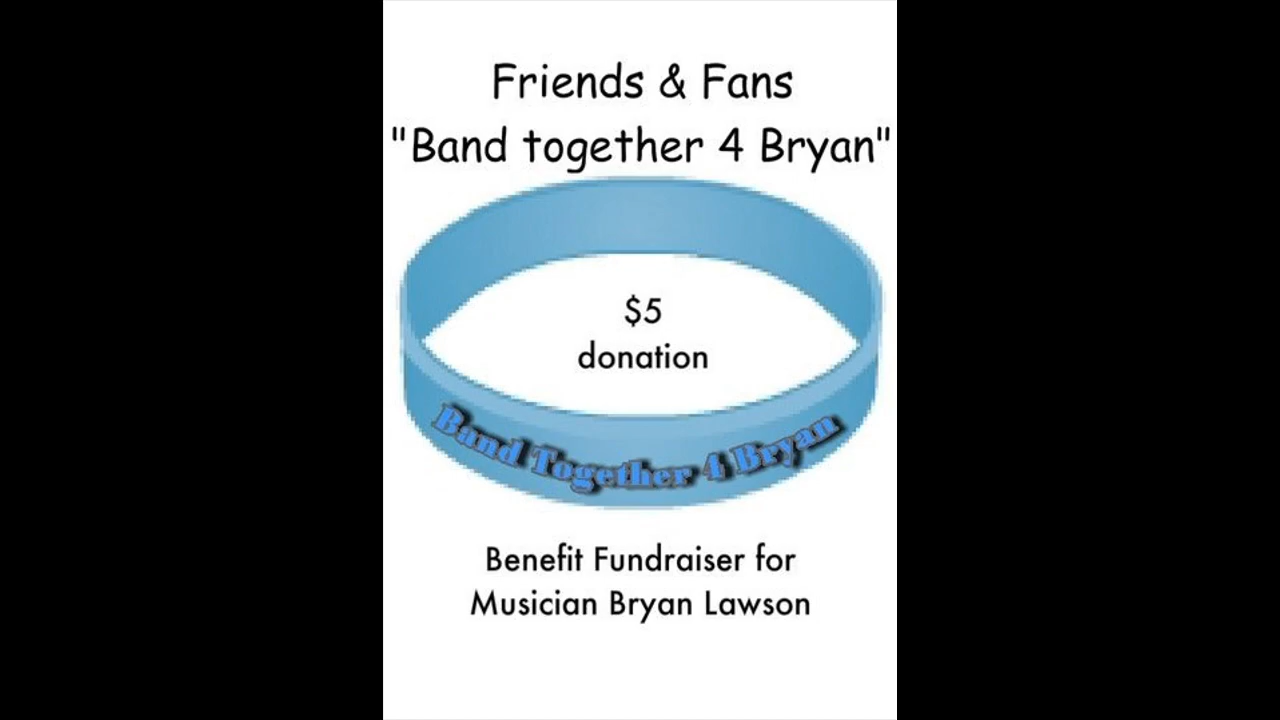 Friends & Fans
"Band together 4 Bryan"
$5
donation
Band Together 4 Bryan
Benefit Fundraiser for
Musician Bryan Lawson